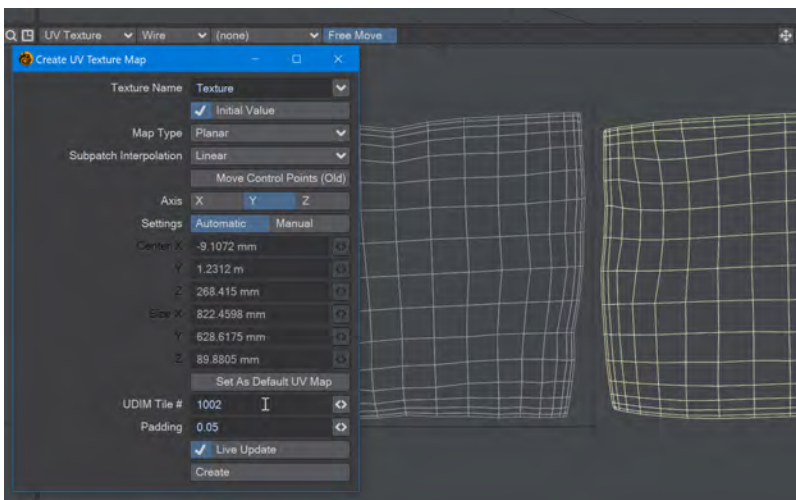 UV Texture Wire (none) Free Move
Create UV Texture Map
Texture Name Texture
Initial Value
Map Type Planar
Subpatch Interpolation Linear
Move Control Points (Old)
Axis X Y Z
Settings Automatic Manual
Center X -9.1072 mm
Y 1.2312 m
Z 268.415 mm
Size X 822.4598 mm
Y 628.6175 mm
Z 89.8805 mm
Set As Default UV Map
UDIM Tile # 1002
Padding 0.05
Live Update
Create